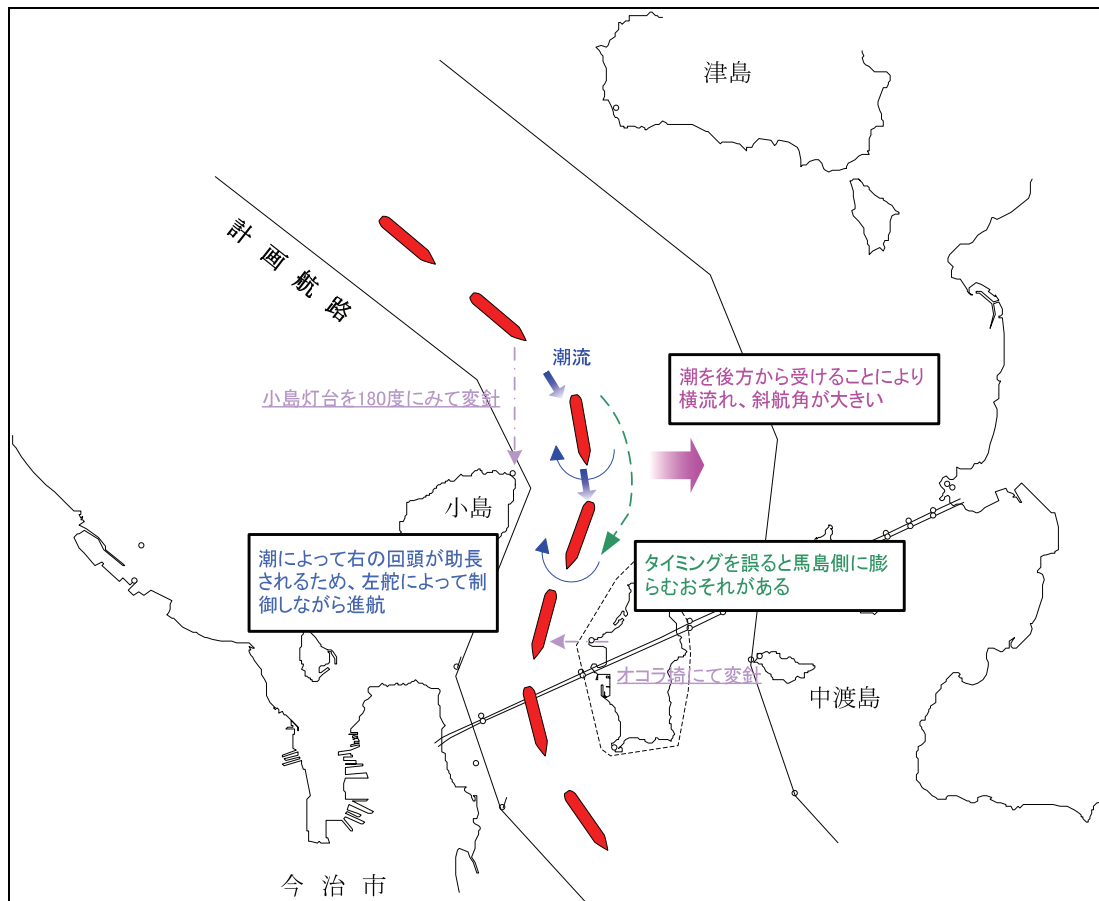 津島
計画航路
潮流
潮を後方から受けることにより
横流れ、斜航角が大きい
小島灯台を180度にみて変針
小島
潮によって右の回頭が助長
されるため、左舵によって制
御しながら進航
タイミングを誤ると馬島側に膨
らむおそれがある
オコラ埼にて変針
中渡島
今治市